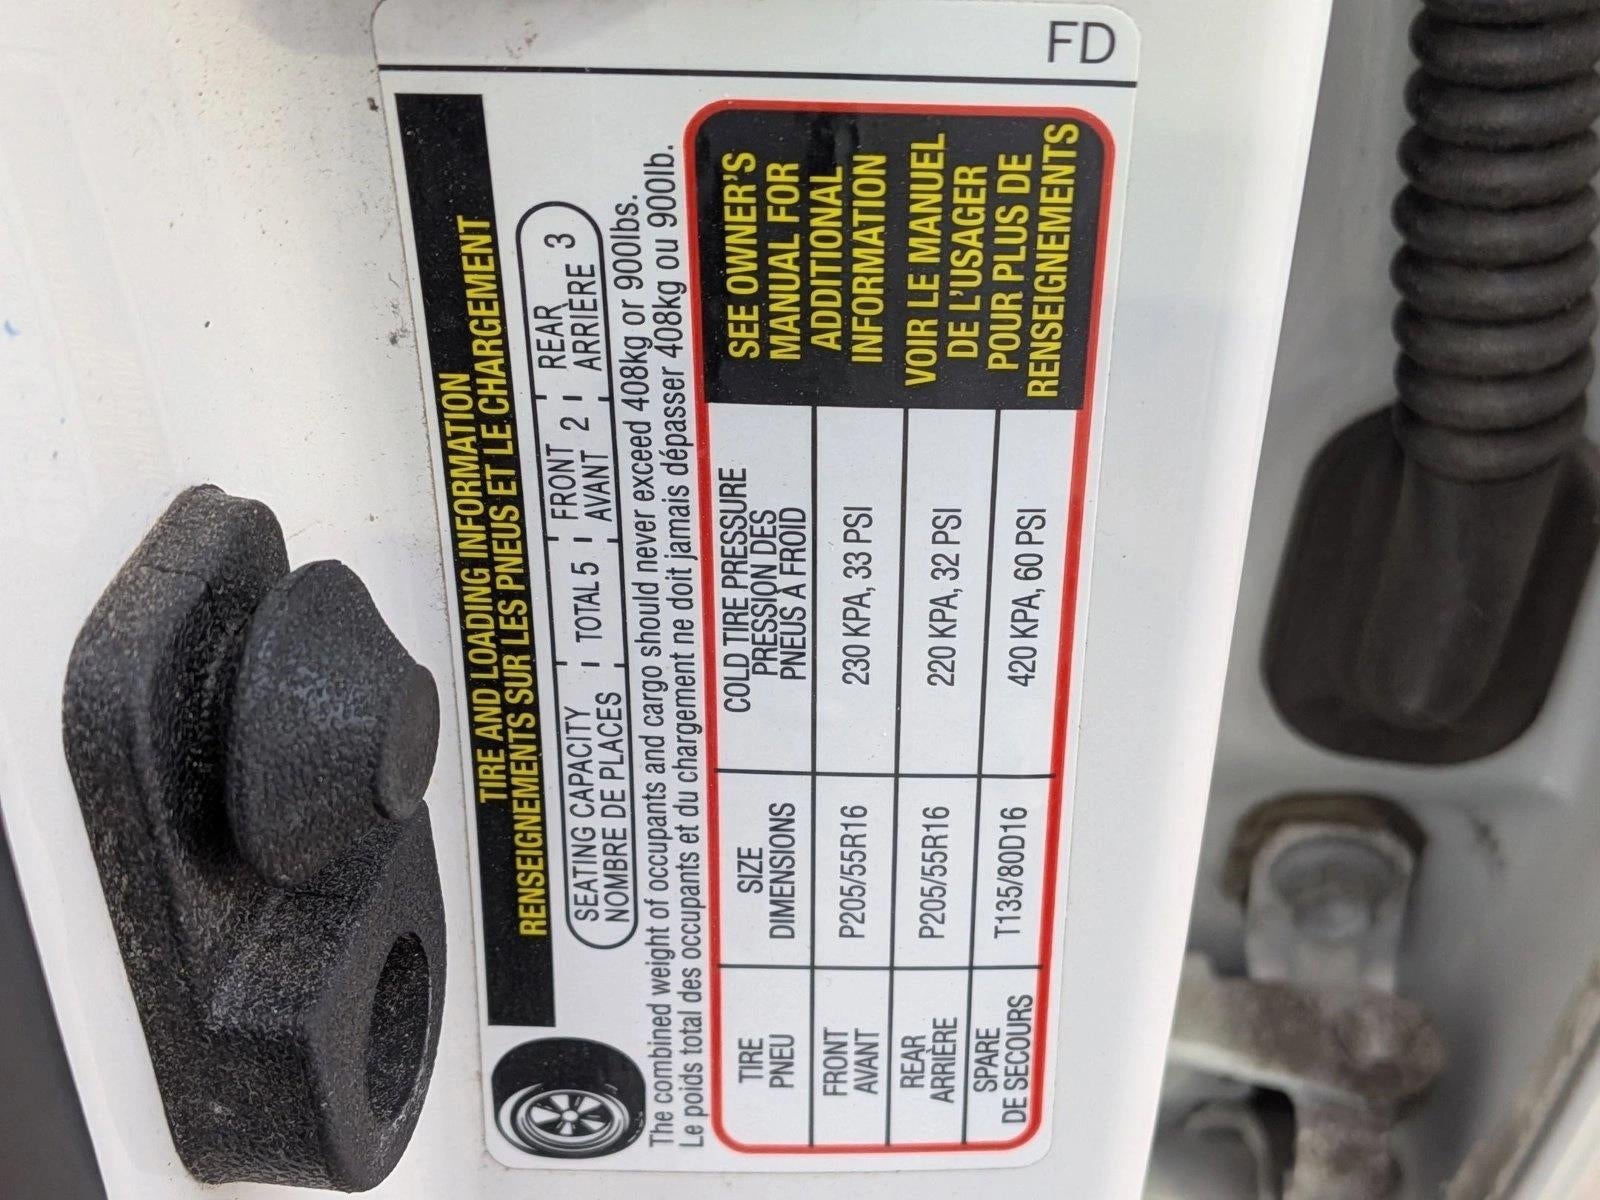 FD
TIRE AND LOADING INFORMATION
RENSEIGNEMENTS SUR LES PNEUS ET LE CHARGEMENT
SEATING CAPACITY
NOMBRE DE PLACES
TOTAL 5
FRONT
AVANT
2
REAR
ARRIÈRE
3
The combined weight of occupants and cargo should never exceed 408kg or 900lbs.
Le poids total des occupants et du chargement ne doit jamais dépasser 408kg ou 900lb.
TIRE
PNEU
SIZE
DIMENSIONS
COLD TIRE PRESSURE
PRESSION DES
PNEUS À FROID
FRONT
AVANT
P205/55R16
230 KPA, 33 PSI
REAR
ARRIÈRE
P205/55R16
220 KPA, 32 PSI
SPARE
DE SECOURS
T135/80D16
420 KPA, 60 PSI
SEE OWNER'S
MANUAL FOR
ADDITIONAL
INFORMATION
VOIR LE MANUEL
DE L'USAGER
POUR PLUS DE
RENSEIGNEMENTS